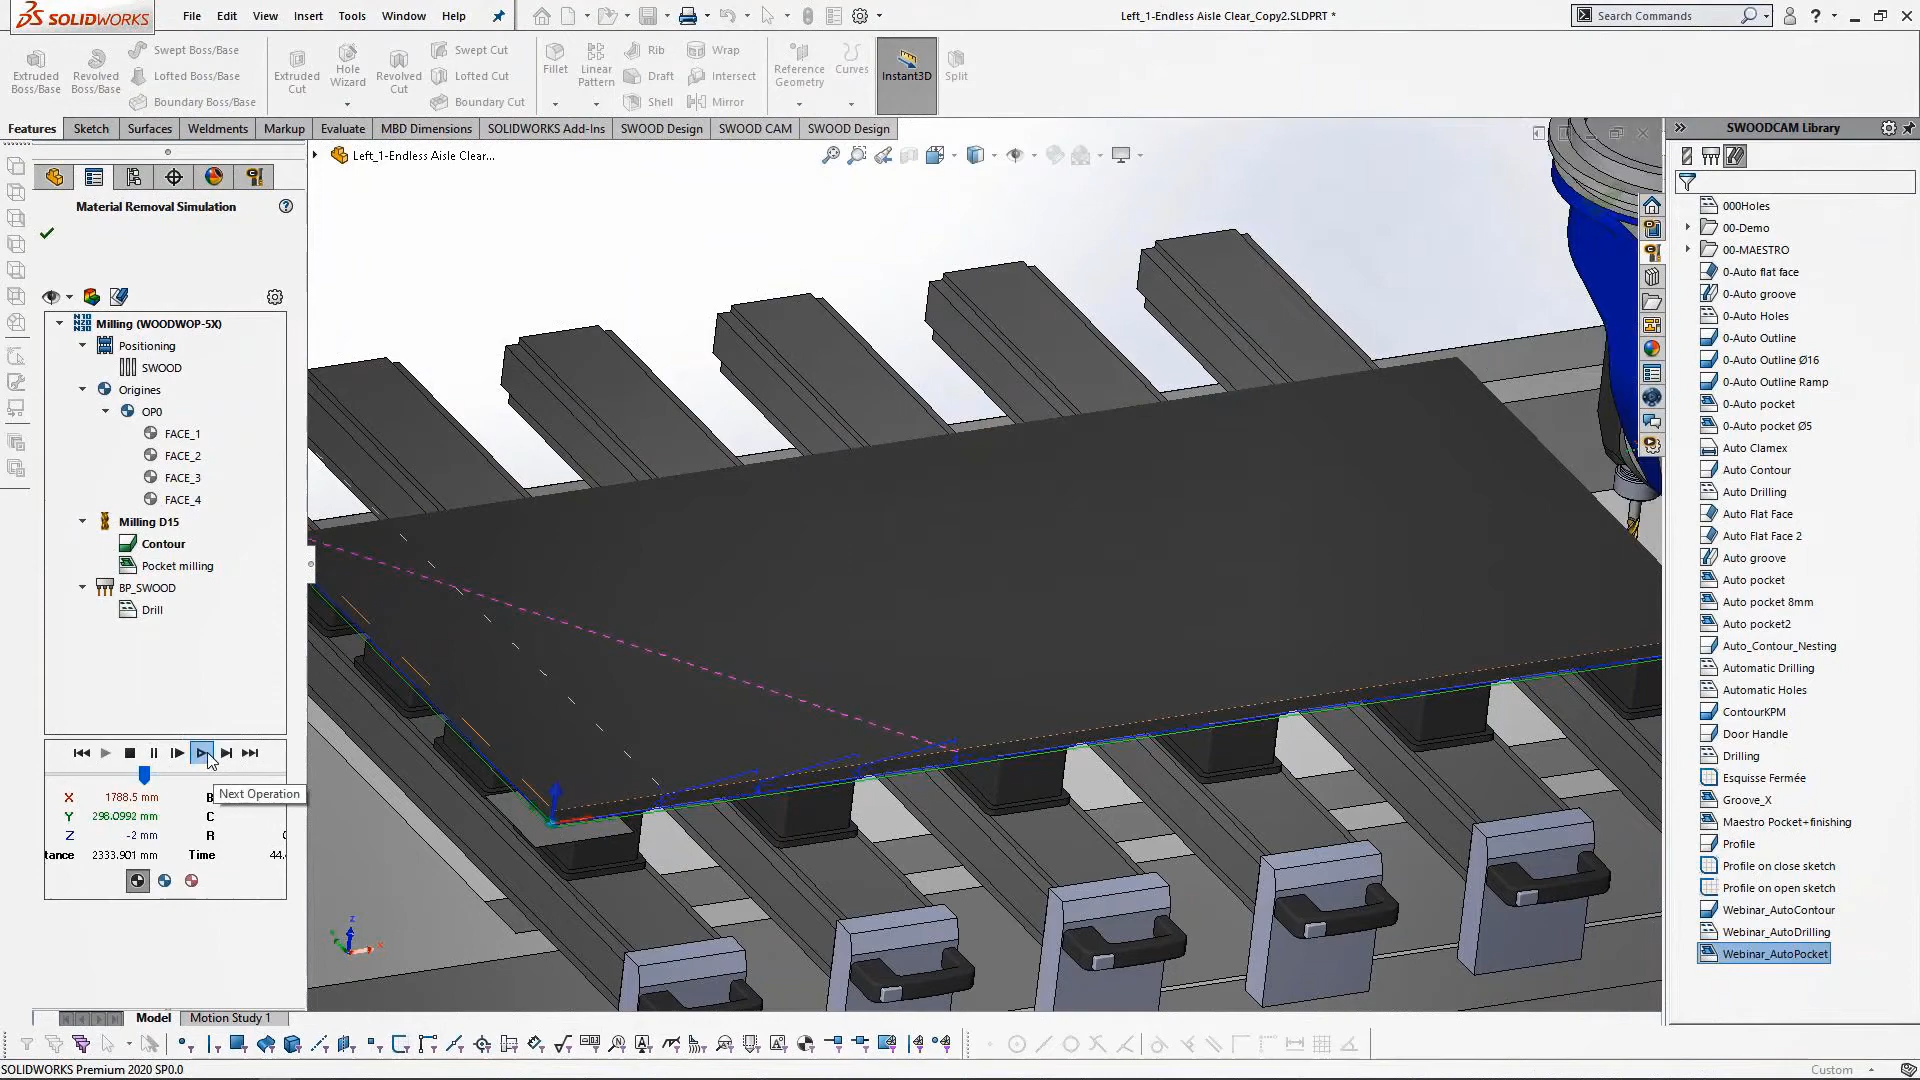 SOLIDWORKS
File Edit View Insert Tools Window Help
Left_1-Endless Aisle Clear_Copy2.SLDPRT *
Search Commands
Extruded Boss/Base
Revolved Boss/Base
Swept Boss/Base
Lofted Boss/Base
Boundary Boss/Base
Extruded Cut
Hole Wizard
Revolved Cut
Swept Cut
Lofted Cut
Boundary Cut
Fillet
Linear Pattern
Rib
Draft
Shell
Wrap
Intersect
Mirror
Reference Geometry
Curves
Instant3D
Split
Features Sketch Surfaces Weldments Markup Evaluate MBD Dimensions SOLIDWORKS Add-Ins SWOOD Design SWOOD CAM SWOOD Design
Left_1-Endless Aisle Clear...
Material Removal Simulation
Milling (WOODWOP-5X)
Positioning
SWOOD
Origines
OP0
FACE_1
FACE_2
FACE_3
FACE_4
Milling D15
Contour
Pocket milling
BP_SWOOD
Drill
Next Operation
X 1788.5 mm B
Y 298.0992 mm C
Z -2 mm R
tance 2333.901 mm Time 44.
Model Motion Study 1
SOLIDWORKS Premium 2020 SP0.0
Custom
SWOODCAM Library
000Holes
00-Demo
00-MAESTRO
0-Auto flat face
0-Auto groove
0-Auto Holes
0-Auto Outline
0-Auto Outline Ø16
0-Auto Outline Ramp
0-Auto pocket
0-Auto pocket Ø5
Auto Clamex
Auto Contour
Auto Drilling
Auto Flat Face
Auto Flat Face 2
Auto groove
Auto pocket
Auto pocket 8mm
Auto pocket2
Auto_Contour_Nesting
Automatic Drilling
Automatic Holes
ContourKPM
Door Handle
Drilling
Esquisse Fermée
Groove_X
Maestro Pocket+finishing
Profile
Profile on close sketch
Profile on open sketch
Webinar_AutoContour
Webinar_AutoDrilling
Webinar_AutoPocket